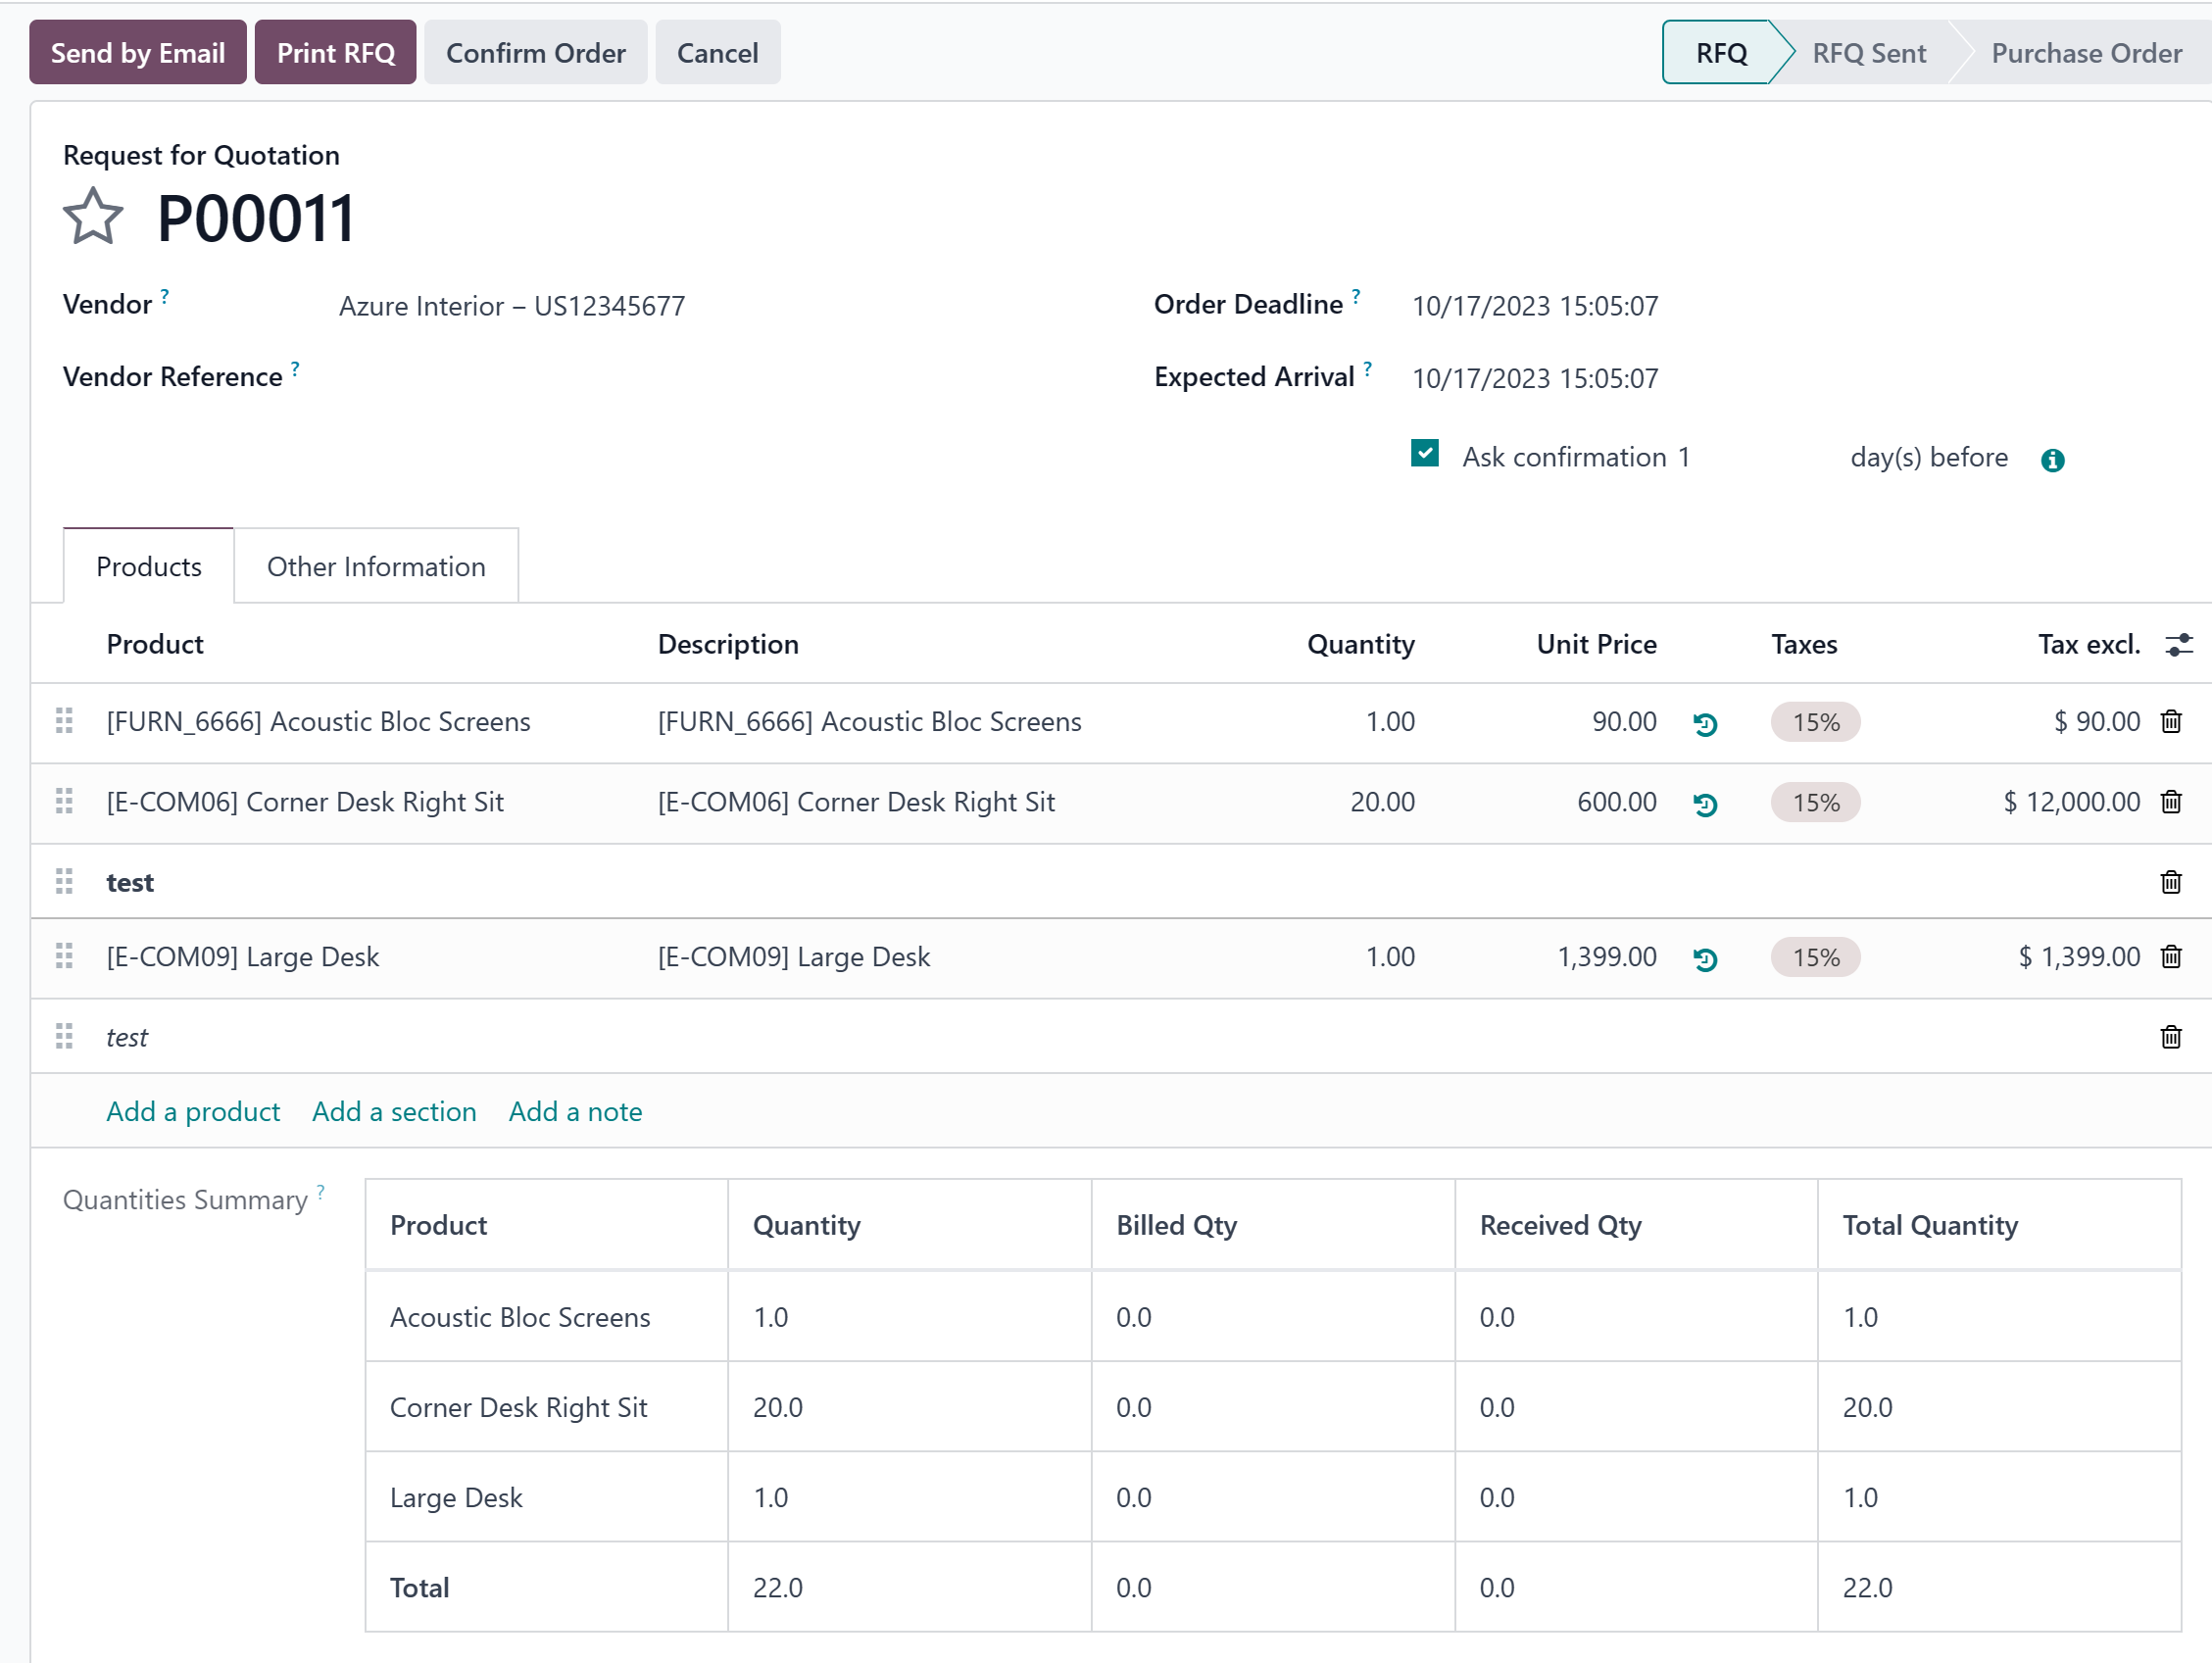 Send by Email Print RFQ Confirm Order Cancel RFQ RFQ Sent Purchase Order
Request for Quotation
P00011
Vendor ? Azure Interior – US12345677 Order Deadline ? 10/17/2023 15:05:07
Vendor Reference ? Expected Arrival ? 10/17/2023 15:05:07
Ask confirmation 1 day(s) before
Products Other Information
Product Description Quantity Unit Price Taxes Tax excl.
[FURN_6666] Acoustic Bloc Screens [FURN_6666] Acoustic Bloc Screens 1.00 90.00 15% $ 90.00
[E-COM06] Corner Desk Right Sit [E-COM06] Corner Desk Right Sit 20.00 600.00 15% $ 12,000.00
test
[E-COM09] Large Desk [E-COM09] Large Desk 1.00 1,399.00 15% $ 1,399.00
test
Add a product Add a section Add a note
Quantities Summary ?
Product Quantity Billed Qty Received Qty Total Quantity
Acoustic Bloc Screens 1.0 0.0 0.0 1.0
Corner Desk Right Sit 20.0 0.0 0.0 20.0
Large Desk 1.0 0.0 0.0 1.0
Total 22.0 0.0 0.0 22.0